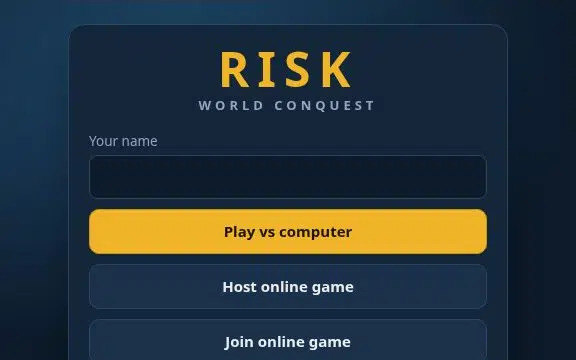 RISK
WORLD CONQUEST
Your name
Play vs computer
Host online game
Join online game